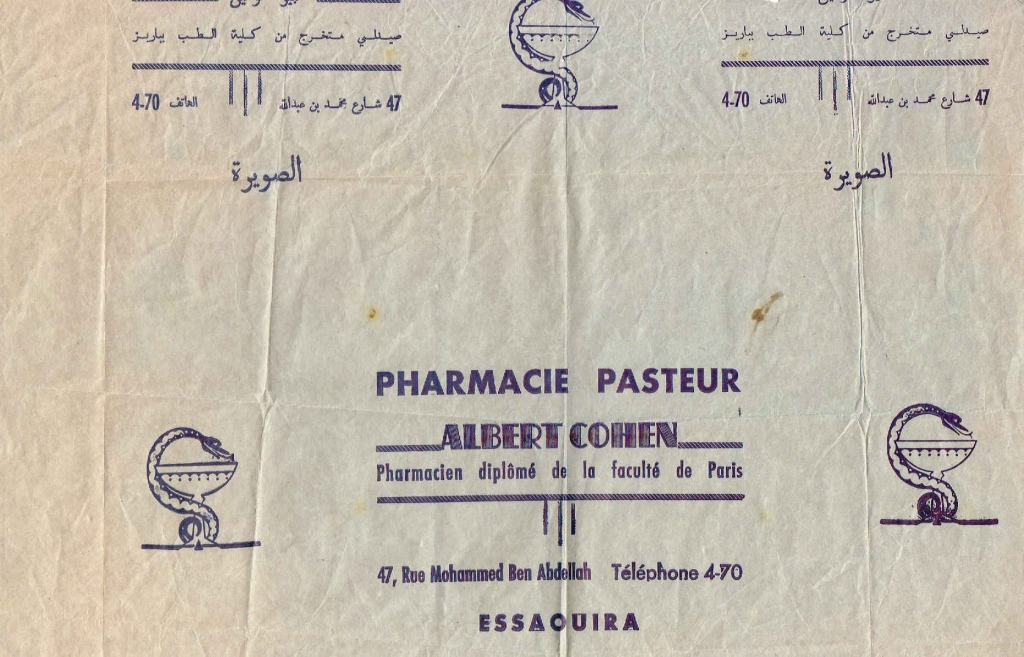 صيدلي متخرج من كلية الطب بباريز
47 شارع محمد بن عبدالله الهاتف 4-70
الصويرة
صيدلي متخرج من كلية الطب بباريز
47 شارع محمد بن عبدالله الهاتف 4-70
الصويرة
PHARMACIE PASTEUR
ALBERT COHEN
Pharmacien diplômé de la faculté de Paris
47, Rue Mohammed Ben Abdellah Téléphone 4-70
ESSAOUIRA